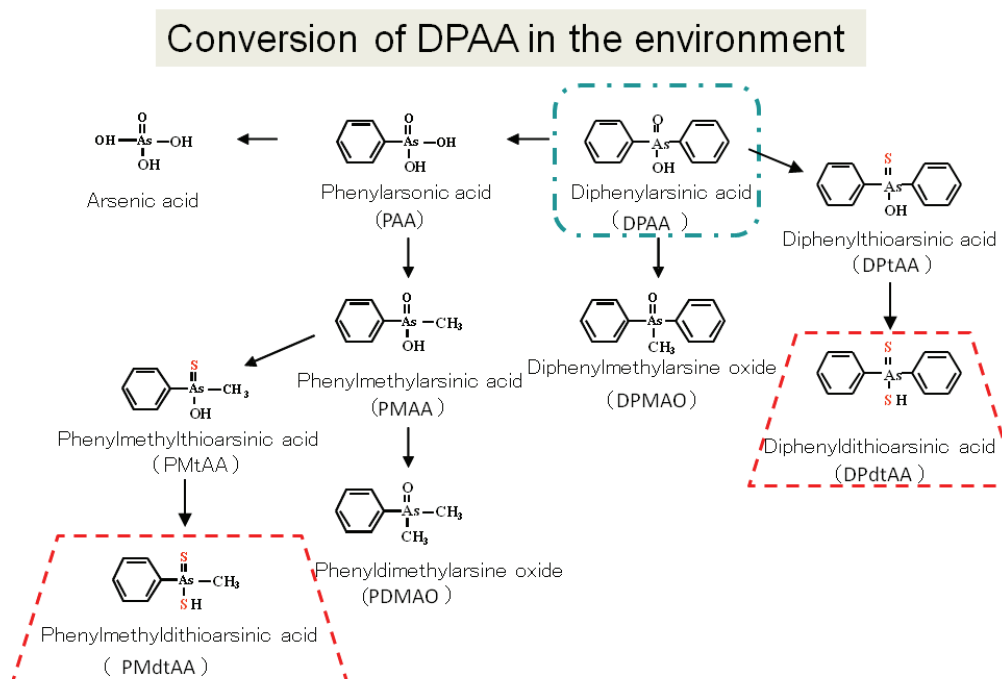 Conversion of DPAA in the environment
O
OH
As
OH
OH
Arsenic acid
O
As
OH
OH
Phenylarsonic acid
(PAA)
O
As
OH
Diphenylarsinic acid
(DPAA )
S
As
OH
Diphenylthioarsinic acid
(DPtAA)
O
As
CH3
OH
Phenylmethylarsinic acid
(PMAA)
O
As
CH3
Diphenylmethylarsine oxide
(DPMAO)
S
As
S H
Diphenyldithioarsinic acid
(DPdtAA)
S
As
CH3
OH
Phenylmethylthioarsinic acid
(PMtAA)
O
As
CH3
CH3
Phenyldimethylarsine oxide
(PDMAO)
S
As
CH3
S H
Phenylmethyldithioarsinic acid
( PMdtAA)